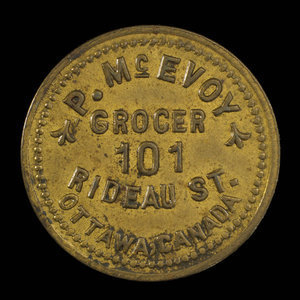 P. McEVOY
GROCER
101
RIDEAU ST.
OTTAWA, CANADA.